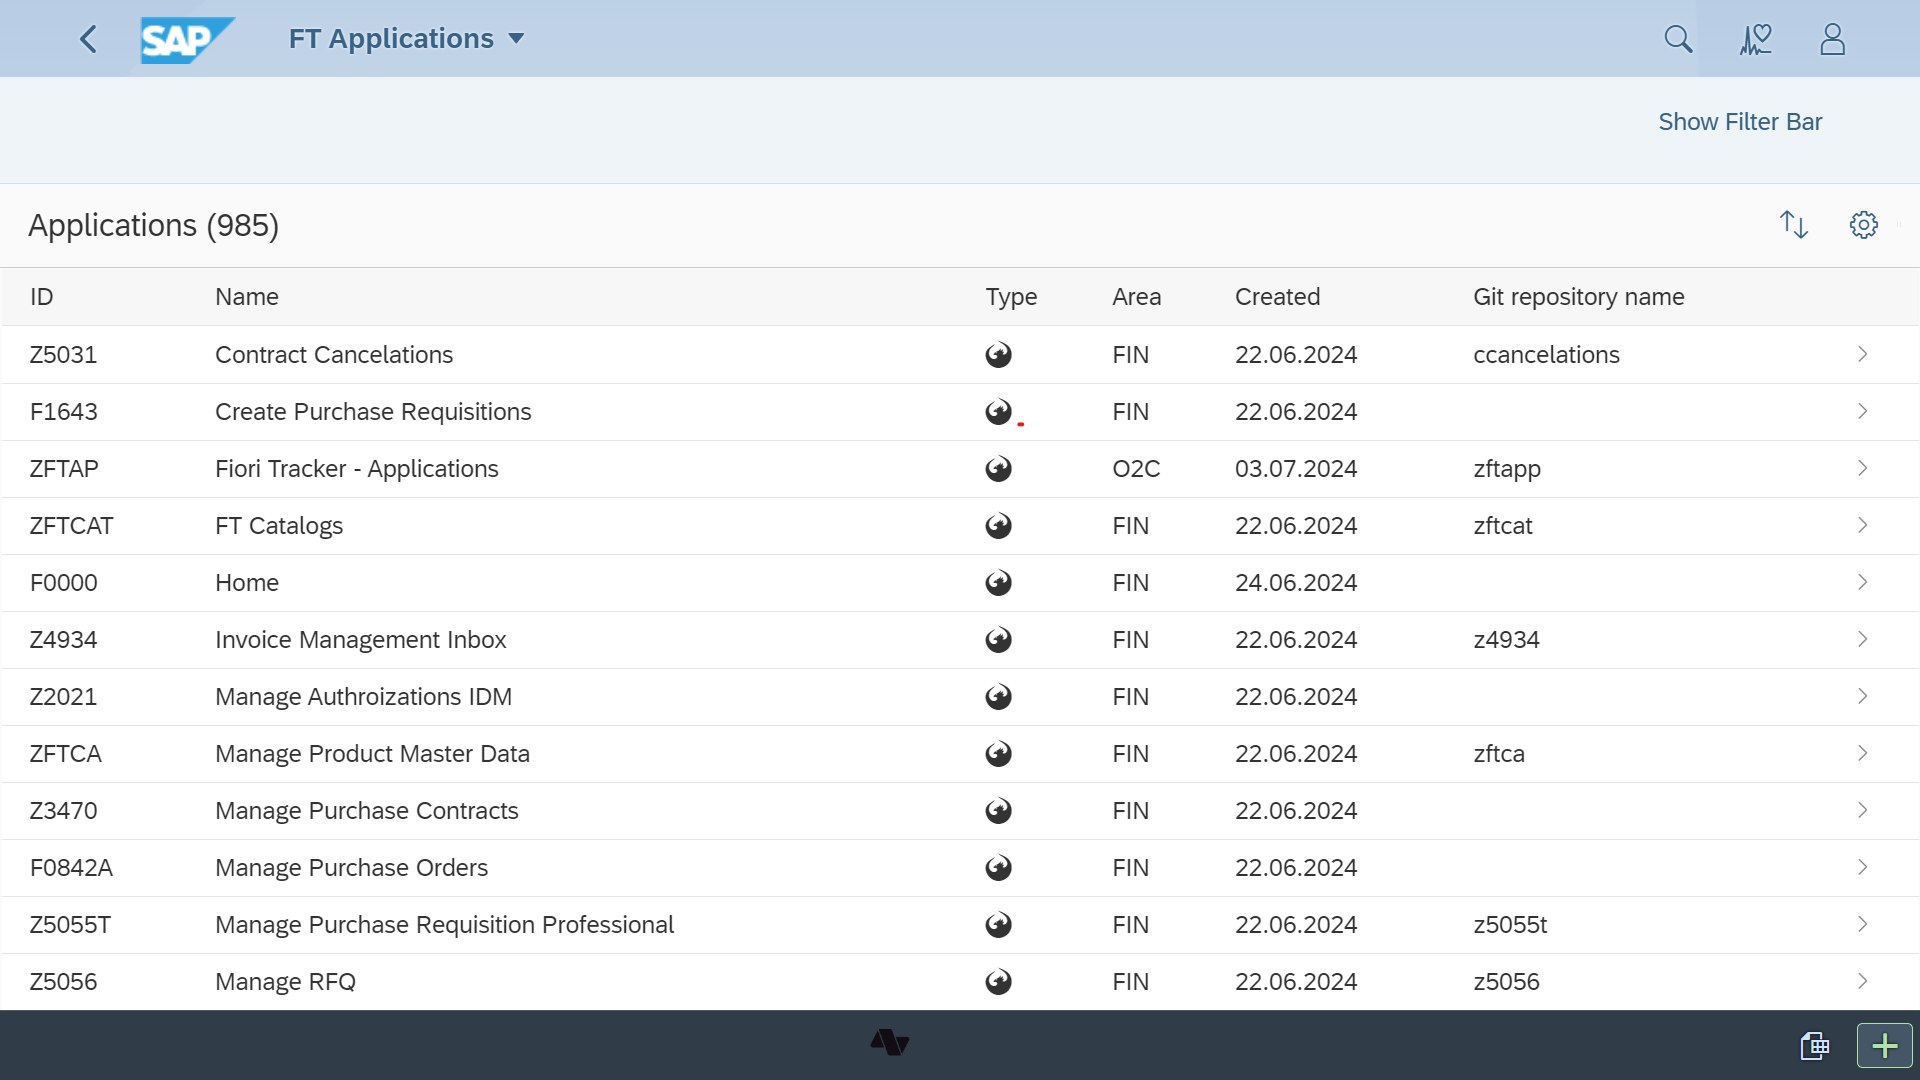 SAP FT Applications
Show Filter Bar
Applications (985)
ID Name Type Area Created Git repository name
Z5031 Contract Cancelations FIN 22.06.2024 ccancelations
F1643 Create Purchase Requisitions FIN 22.06.2024
ZFTAP Fiori Tracker - Applications O2C 03.07.2024 zftapp
ZFTCAT FT Catalogs FIN 22.06.2024 zftcat
F0000 Home FIN 24.06.2024
Z4934 Invoice Management Inbox FIN 22.06.2024 z4934
Z2021 Manage Authroizations IDM FIN 22.06.2024
ZFTCA Manage Product Master Data FIN 22.06.2024 zftca
Z3470 Manage Purchase Contracts FIN 22.06.2024
F0842A Manage Purchase Orders FIN 22.06.2024
Z5055T Manage Purchase Requisition Professional FIN 22.06.2024 z5055t
Z5056 Manage RFQ FIN 22.06.2024 z5056